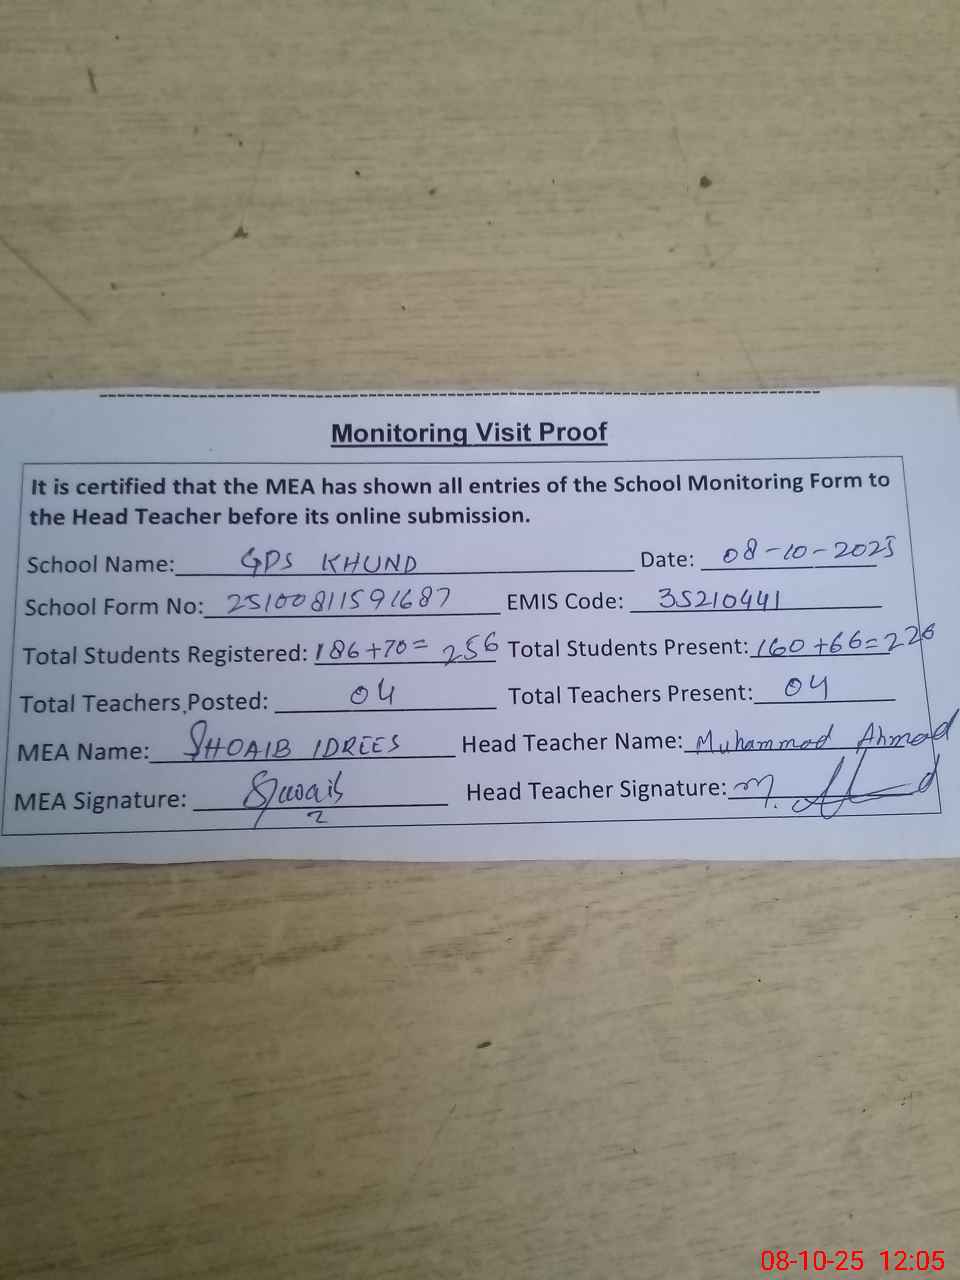 Monitoring Visit Proof
It is certified that the MEA has shown all entries of the School Monitoring Form to
the Head Teacher before its online submission.
School Name: GPS KHUND Date: 08-10-2025
School Form No: 25100811591687 EMIS Code: 35210441
Total Students Registered: 186+70= 256 Total Students Present: 160+66=226
Total Teachers Posted: 04 Total Teachers Present: 04
MEA Name: SHOAIB IDREES Head Teacher Name: Muhammad Ahmad
MEA Signature: Shoaib Head Teacher Signature: M. Ahmad
08-10-25 12:05